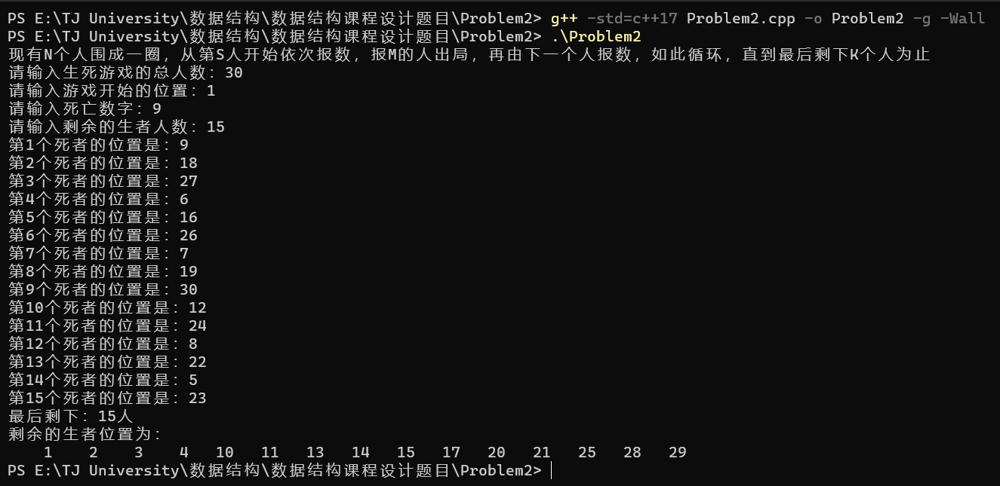 PS E:\TJ University\数据结构\数据结构课程设计题目\Problem2> g++ -std=c++17 Problem2.cpp -o Problem2 -g -Wall
PS E:\TJ University\数据结构\数据结构课程设计题目\Problem2> .\Problem2
现有N个人围成一圈，从第S人开始依次报数，报M的人出局，再由下一个人报数，如此循环，直到最后剩下K个人为止
请输入生死游戏的总人数：30
请输入游戏开始的位置：1
请输入死亡数字：9
请输入剩余的生者人数：15
第1个死者的位置是：9
第2个死者的位置是：18
第3个死者的位置是：27
第4个死者的位置是：6
第5个死者的位置是：16
第6个死者的位置是：26
第7个死者的位置是：7
第8个死者的位置是：19
第9个死者的位置是：30
第10个死者的位置是：12
第11个死者的位置是：24
第12个死者的位置是：8
第13个死者的位置是：22
第14个死者的位置是：5
第15个死者的位置是：23
最后剩下：15人
剩余的生者位置为：
1 2 3 4 10 11 13 14 15 17 20 21 25 28 29
PS E:\TJ University\数据结构\数据结构课程设计题目\Problem2>